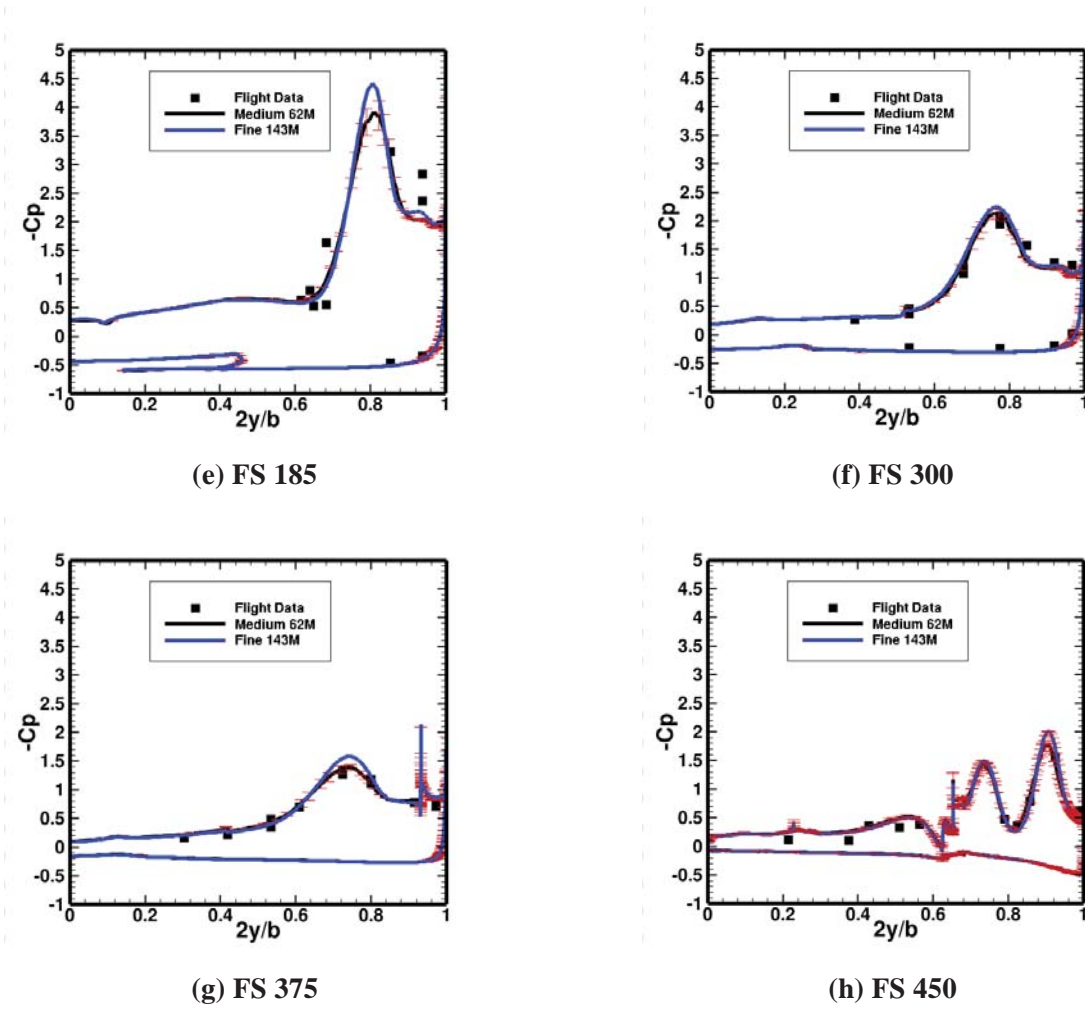 5
4.5
4
3.5
3
2.5
2
1.5
1
0.5
0
-0.5
-1
-Cp
Flight Data
Medium 62M
Fine 143M
0 0.2 0.4 0.6 0.8 1
2y/b
(e) FS 185
5
4.5
4
3.5
3
2.5
2
1.5
1
0.5
0
-0.5
-1
-Cp
Flight Data
Medium 62M
Fine 143M
0 0.2 0.4 0.6 0.8 1
2y/b
(f) FS 300
5
4.5
4
3.5
3
2.5
2
1.5
1
0.5
0
-0.5
-1
-Cp
Flight Data
Medium 62M
Fine 143M
0 0.2 0.4 0.6 0.8 1
2y/b
(g) FS 375
5
4.5
4
3.5
3
2.5
2
1.5
1
0.5
0
-0.5
-1
-Cp
Flight Data
Medium 62M
Fine 143M
0 0.2 0.4 0.6 0.8 1
2y/b
(h) FS 450